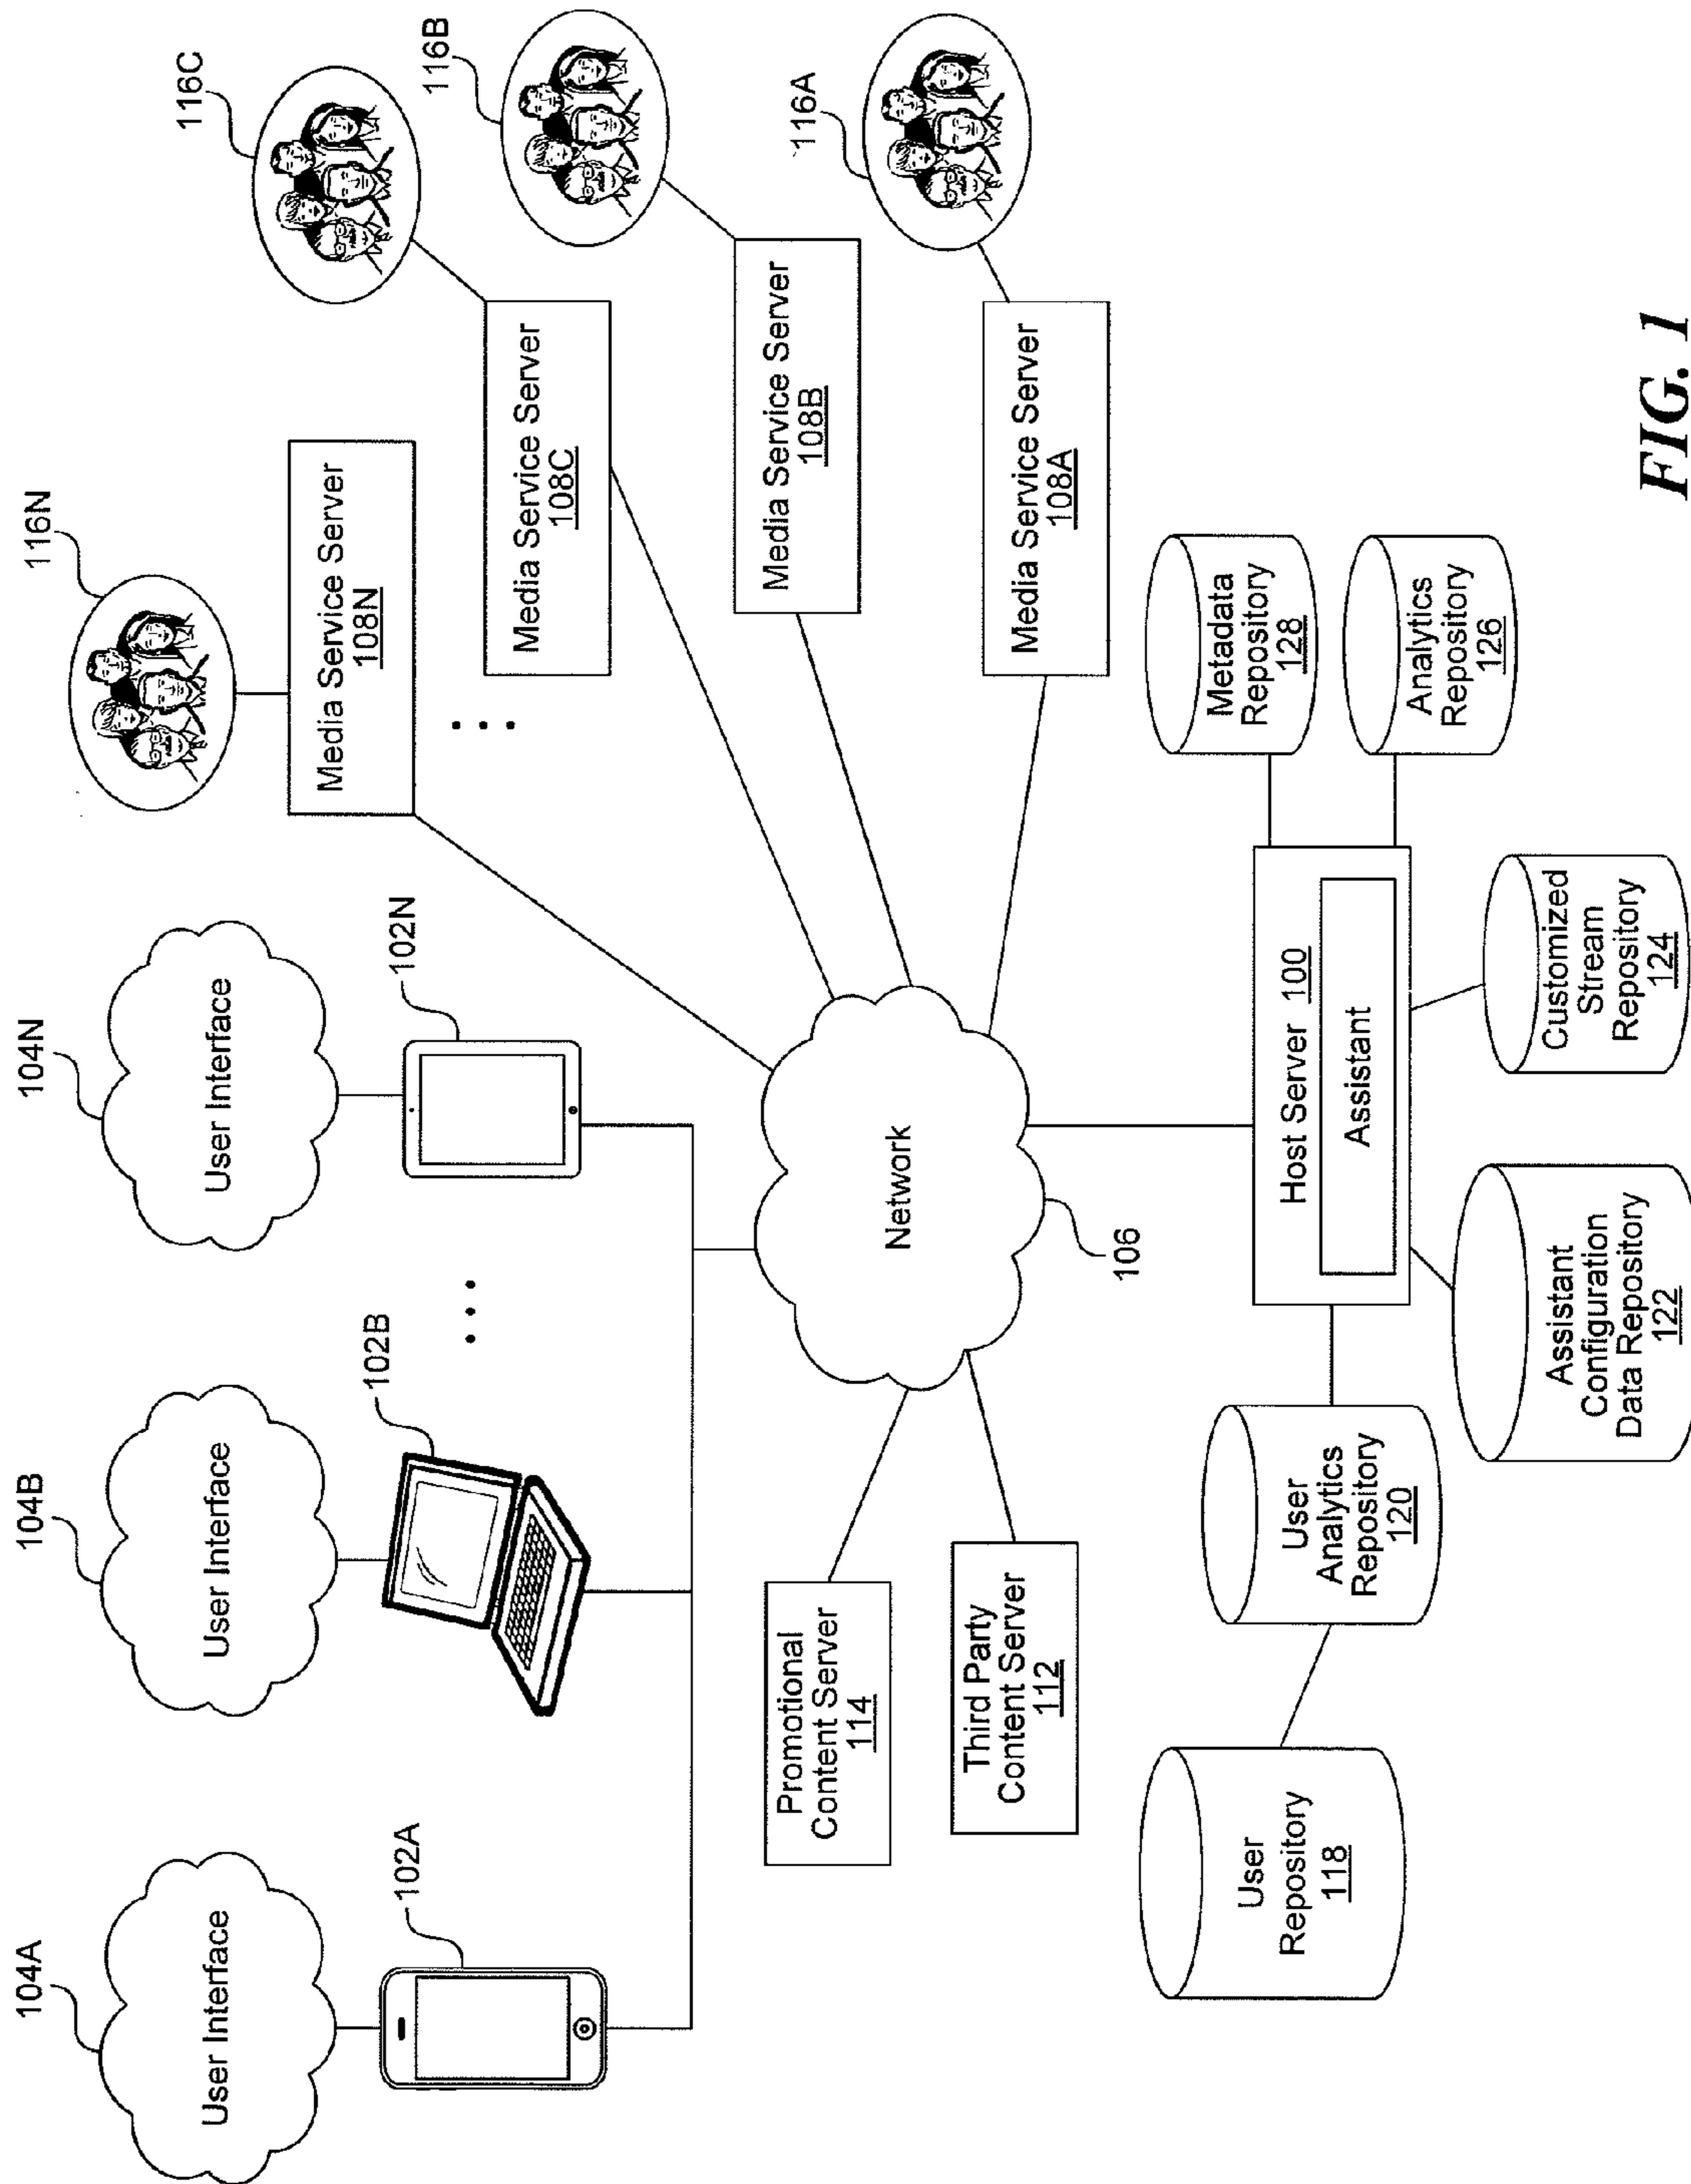 104A
User Interface
102A
104B
User Interface
102B
104N
User Interface
102N
116N
Media Service Server
108N
116C
Media Service Server
108C
116B
Media Service Server
108B
116A
Media Service Server
108A
Network
106
Promotional
Content Server
114
Third Party
Content Server
112
Host Server 100
Assistant
User
Repository
118
User
Analytics
Repository
120
Assistant
Configuration
Data Repository
122
Customized
Stream
Repository
124
Metadata
Repository
128
Analytics
Repository
126
FIG. 1